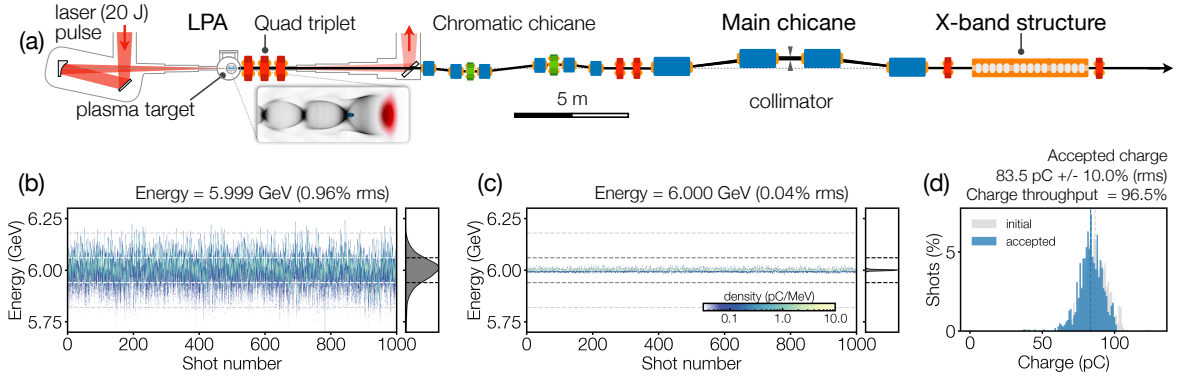 laser (20 J)
pulse
LPA
Quad triplet
Chromatic chicane
Main chicane
X-band structure
(a)
plasma target
5 m
collimator
(b)
Energy = 5.999 GeV (0.96% rms)
Energy (GeV)
6.25
6.00
5.75
0 200 400 600 800 1000
Shot number
(c)
Energy = 6.000 GeV (0.04% rms)
Energy (GeV)
6.25
6.00
5.75
density (pC/MeV)
0.1 1.0 10.0
0 200 400 600 800 1000
Shot number
(d)
Accepted charge
83.5 pC +/- 10.0% (rms)
Charge throughput = 96.5%
initial
accepted
Shots (%)
5
0
0 50 100
Charge (pC)